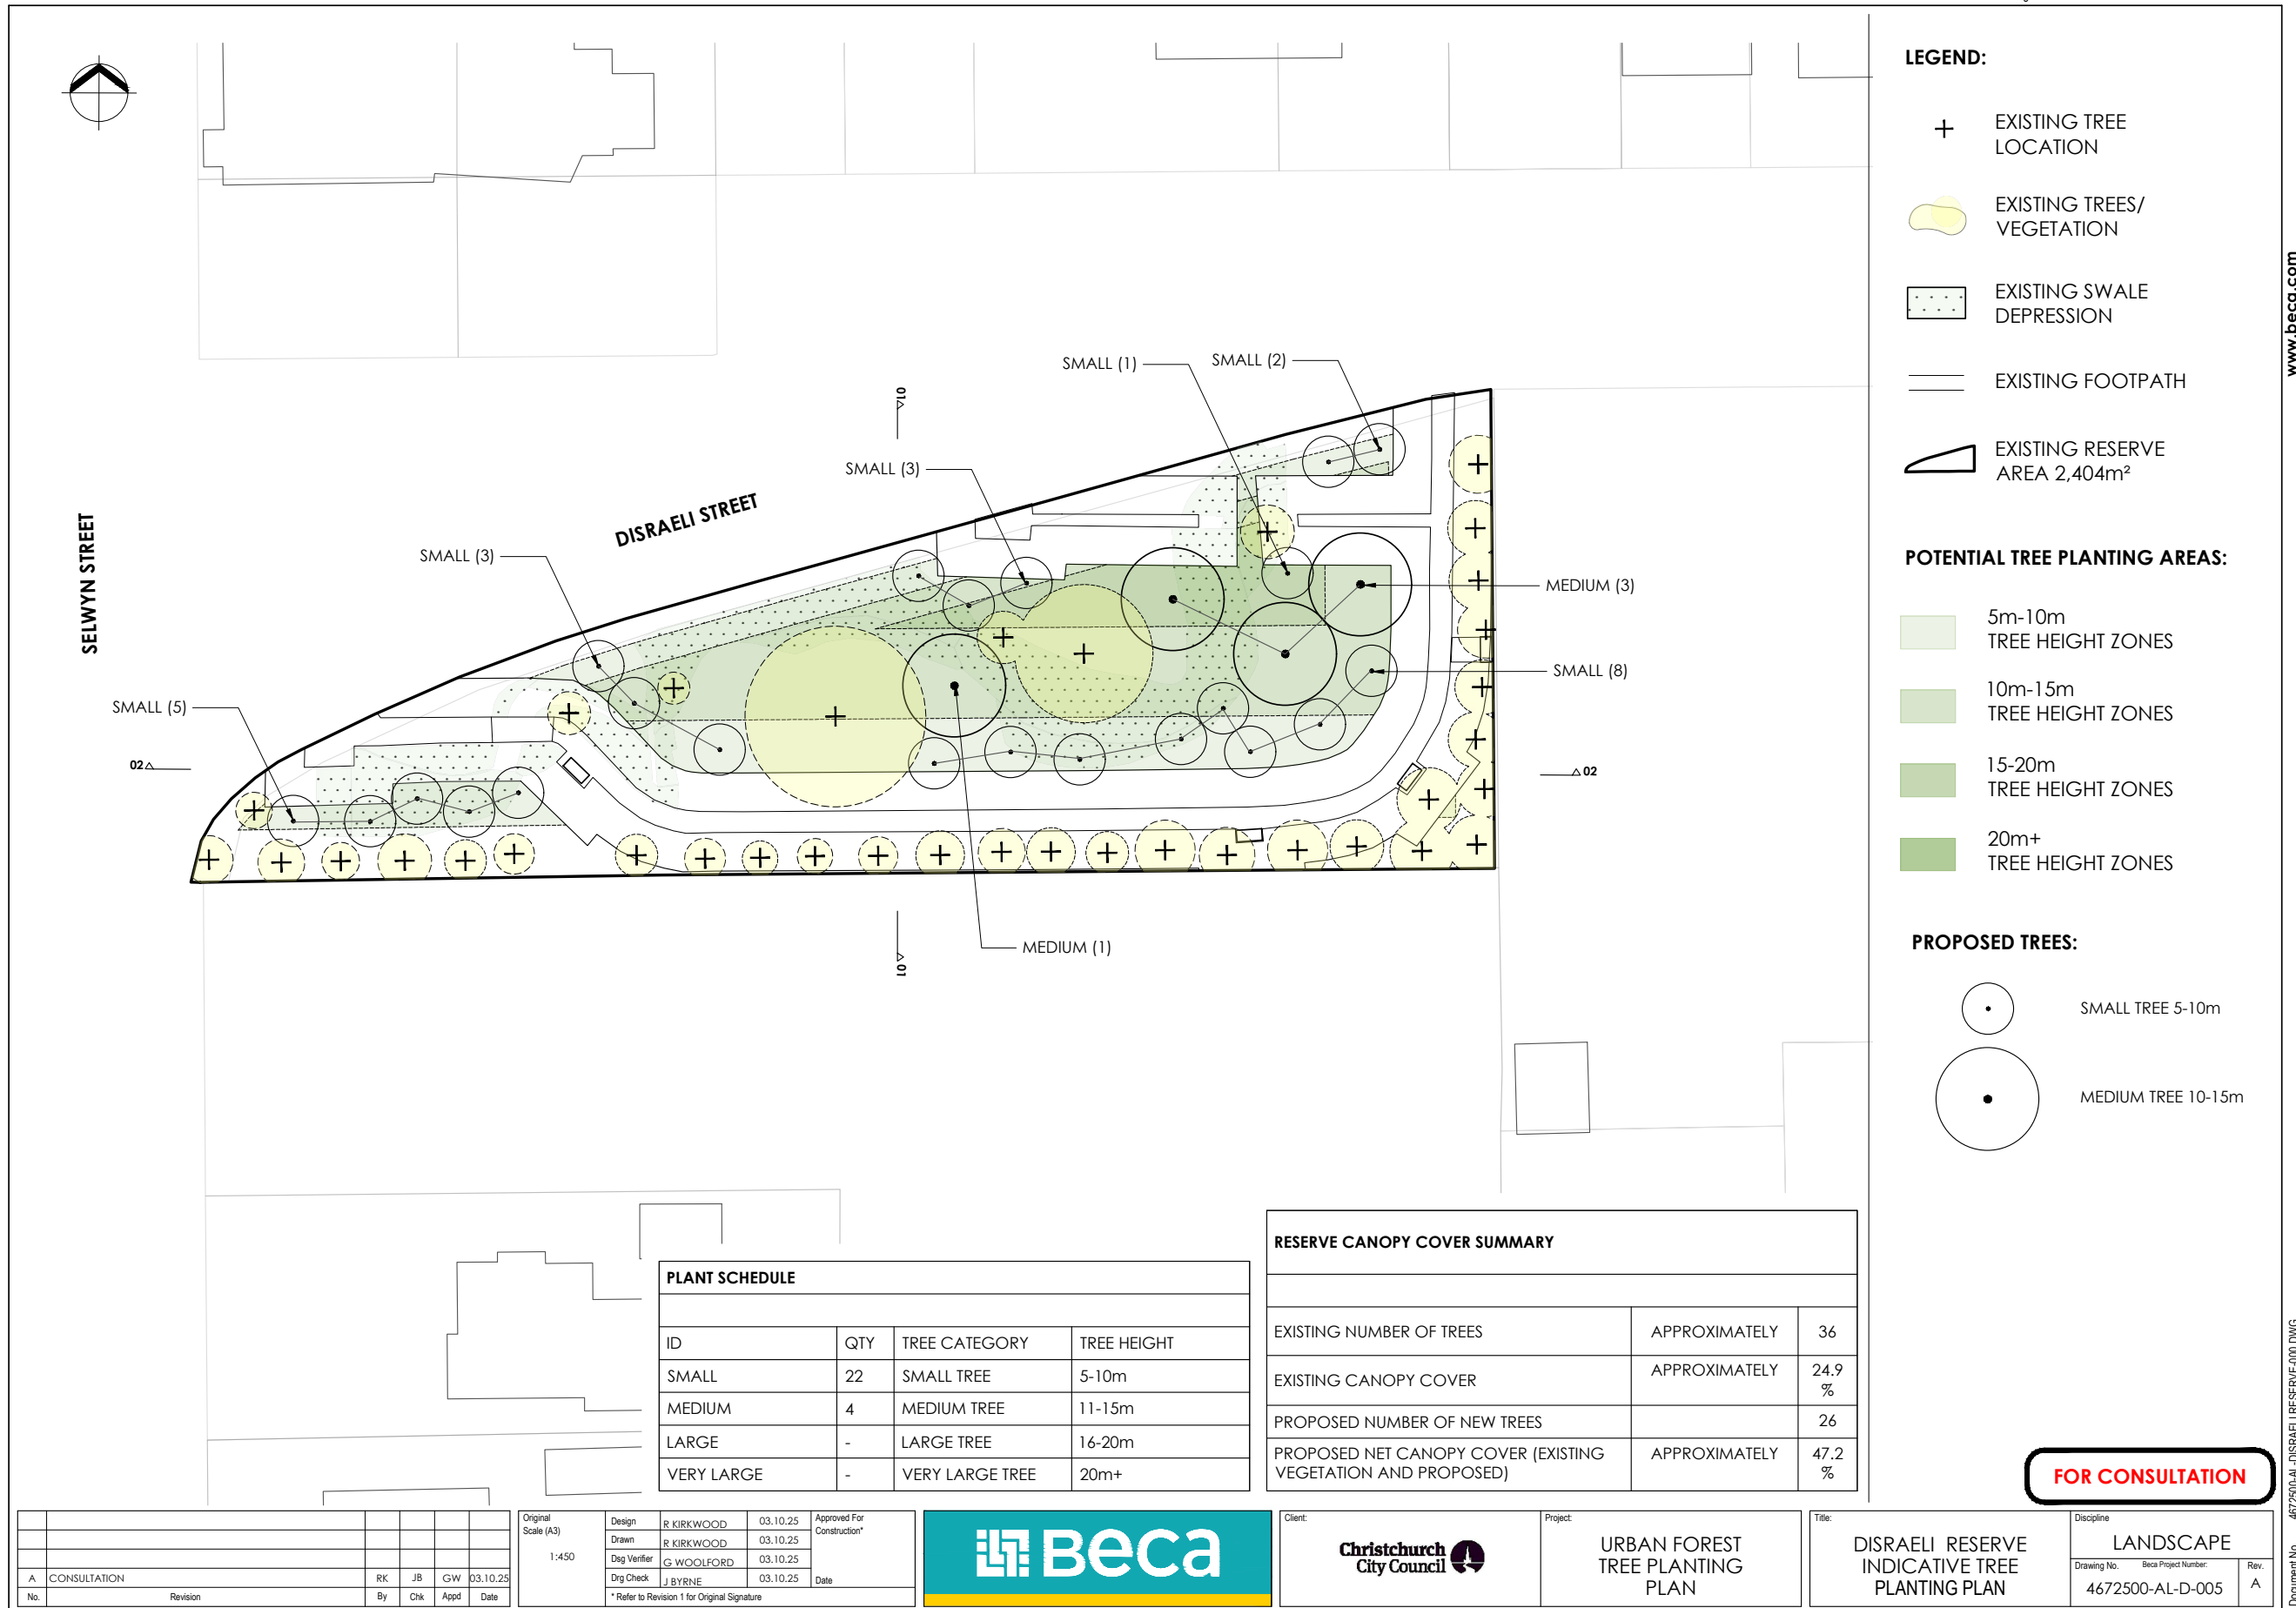 LEGEND:
EXISTING TREE
LOCATION
EXISTING TREES/
VEGETATION
EXISTING SWALE
DEPRESSION
EXISTING FOOTPATH
EXISTING RESERVE
AREA 2,404m²
POTENTIAL TREE PLANTING AREAS:
5m-10m
TREE HEIGHT ZONES
10m-15m
TREE HEIGHT ZONES
15-20m
TREE HEIGHT ZONES
20m+
TREE HEIGHT ZONES
PROPOSED TREES:
SMALL TREE 5-10m
MEDIUM TREE 10-15m
SELWYN STREET
DISRAELI STREET
SMALL (1)
SMALL (2)
SMALL (3)
SMALL (3)
SMALL (5)
MEDIUM (3)
SMALL (8)
MEDIUM (1)
01
02
02
01
PLANT SCHEDULE
ID QTY TREE CATEGORY TREE HEIGHT
SMALL 22 SMALL TREE 5-10m
MEDIUM 4 MEDIUM TREE 11-15m
LARGE - LARGE TREE 16-20m
VERY LARGE - VERY LARGE TREE 20m+
RESERVE CANOPY COVER SUMMARY
EXISTING NUMBER OF TREES APPROXIMATELY 36
EXISTING CANOPY COVER APPROXIMATELY 24.9
%
PROPOSED NUMBER OF NEW TREES 26
PROPOSED NET CANOPY COVER (EXISTING APPROXIMATELY 47.2
VEGETATION AND PROPOSED) %
FOR CONSULTATION
A CONSULTATION RK JB GW 03.10.25
No. Revision By Chk Appd Date
Original
Scale (A3)
1:450
Design R KIRKWOOD 03.10.25
Drawn R KIRKWOOD 03.10.25
Dsg Verifier G WOOLFORD 03.10.25
Drg Check J BYRNE 03.10.25
* Refer to Revision 1 for Original Signature
Approved For
Construction*
Date
Beca
Client:
Christchurch
City Council
Project:
URBAN FOREST
TREE PLANTING
PLAN
Title:
DISRAELI RESERVE
INDICATIVE TREE
PLANTING PLAN
Discipline
LANDSCAPE
Drawing No. Beca Project Number: Rev.
4672500-AL-D-005 A
www.beca.com
Document No. 4672500-AL-DISRAELI RESERVE-000.DWG